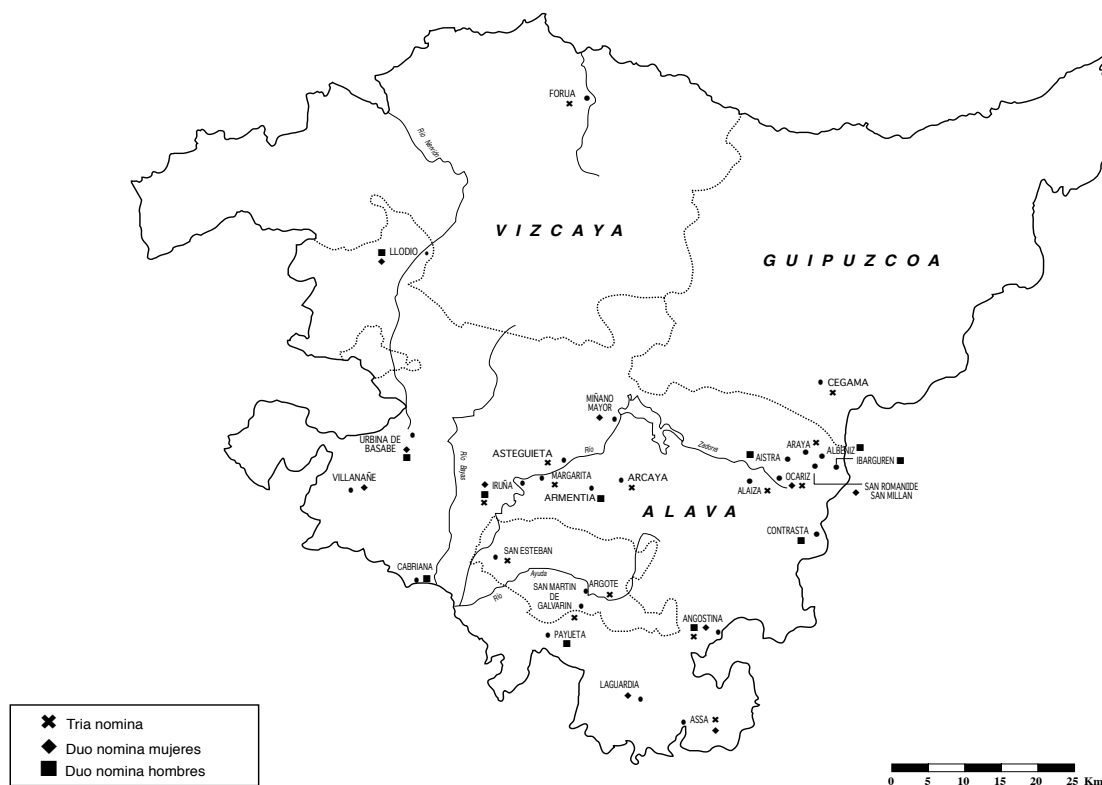 FORUA
Río Nervión
VIZCAYA
LLODIO
GUIPUZCOA
CEGAMA
MIÑANO
MAYOR
URBINA DE
BASABE
Río Bayas
ASTEGUIETA
Río
Zadorra
ARAYA
ALBENIZ
AISTRA
IBARGUREN
VILLANAÑE
IRUÑA
MARGARITA
ARMENTIA
ARCAYA
ALAIZA
OCARIZ
SAN ROMANIDE
SAN MILLAN
ALAVA
CONTRASTA
SAN ESTEBAN
CABRIANA
Río
Ayuda
SAN MARTIN
DE
GALVARIN
ARGOTE
ANGOSTINA
PAYUETA
LAGUARDIA
ASSA
Tria nomina
Duo nomina mujeres
Duo nomina hombres
0 5 10 15 20 25 Km